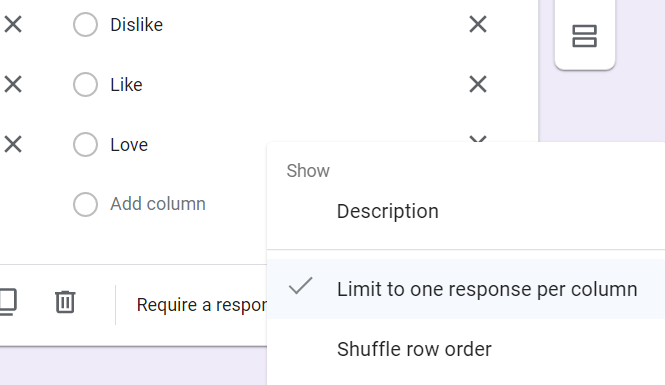 Dislike
Like
Love
Add column
Show
Description
Require a respor
Limit to one response per column
Shuffle row order